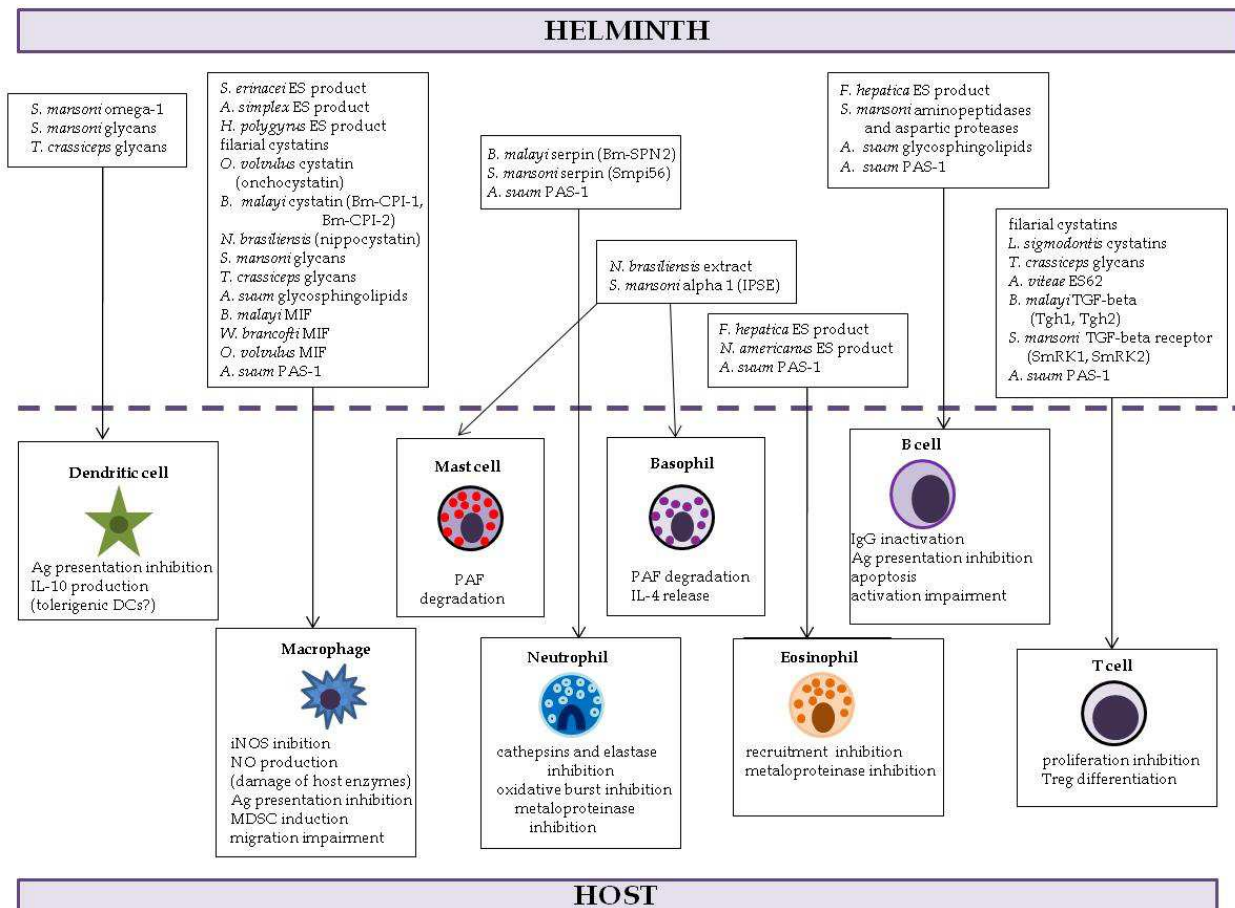 HELMINTH
S. mansoni omega-1
S. mansoni glycans
T. crassiceps glycans
S. erinacei ES product
A. simplex ES product
H. polygyrus ES product
filarial cystatins
O. volvulus cystatin
(onchocystatin)
B. malayi cystatin (Bm-CPI-1,
Bm-CPI-2)
N. brasiliensis (nippocystatin)
S. mansoni glycans
T. crassiceps glycans
A. suum glycosphingolipids
B. malayi MIF
W. brancofti MIF
O. volvulus MIF
A. suum PAS-1
B. malayi serpin (Bm-SPN2)
S. mansoni serpin (Smpi56)
A. suum PAS-1
N. brasiliensis extract
S. mansoni alpha 1 (IPSE)
F. hepatica ES product
N. americanus ES product
A. suum PAS-1
F. hepatica ES product
S. mansoni aminopeptidases
and aspartic proteases
A. suum glycosphingolipids
A. suum PAS-1
filarial cystatins
L. sigmodontis cystatins
T. crassiceps glycans
A. viteae ES62
B. malayi TGF-beta
(Tgh1, Tgh2)
S. mansoni TGF-beta receptor
(SmRK1, SmRK2)
A. suum PAS-1
Dendritic cell
Ag presentation inhibition
IL-10 production
(tolerigenic DCs?)
Macrophage
iNOS inibition
NO production
(damage of host enzymes)
Ag presentation inhibition
MDSC induction
migration impairment
Mast cell
PAF
degradation
Neutrophil
cathepsins and elastase
inhibition
oxidative burst inhibition
metaloproteinase
inhibition
Basophil
PAF degradation
IL-4 release
Eosinophil
recruitment inhibition
metaloproteinase inhibition
B cell
IgG inactivation
Ag presentation inhibition
apoptosis
activation impairment
T cell
proliferation inhibition
Treg differentiation
HOST